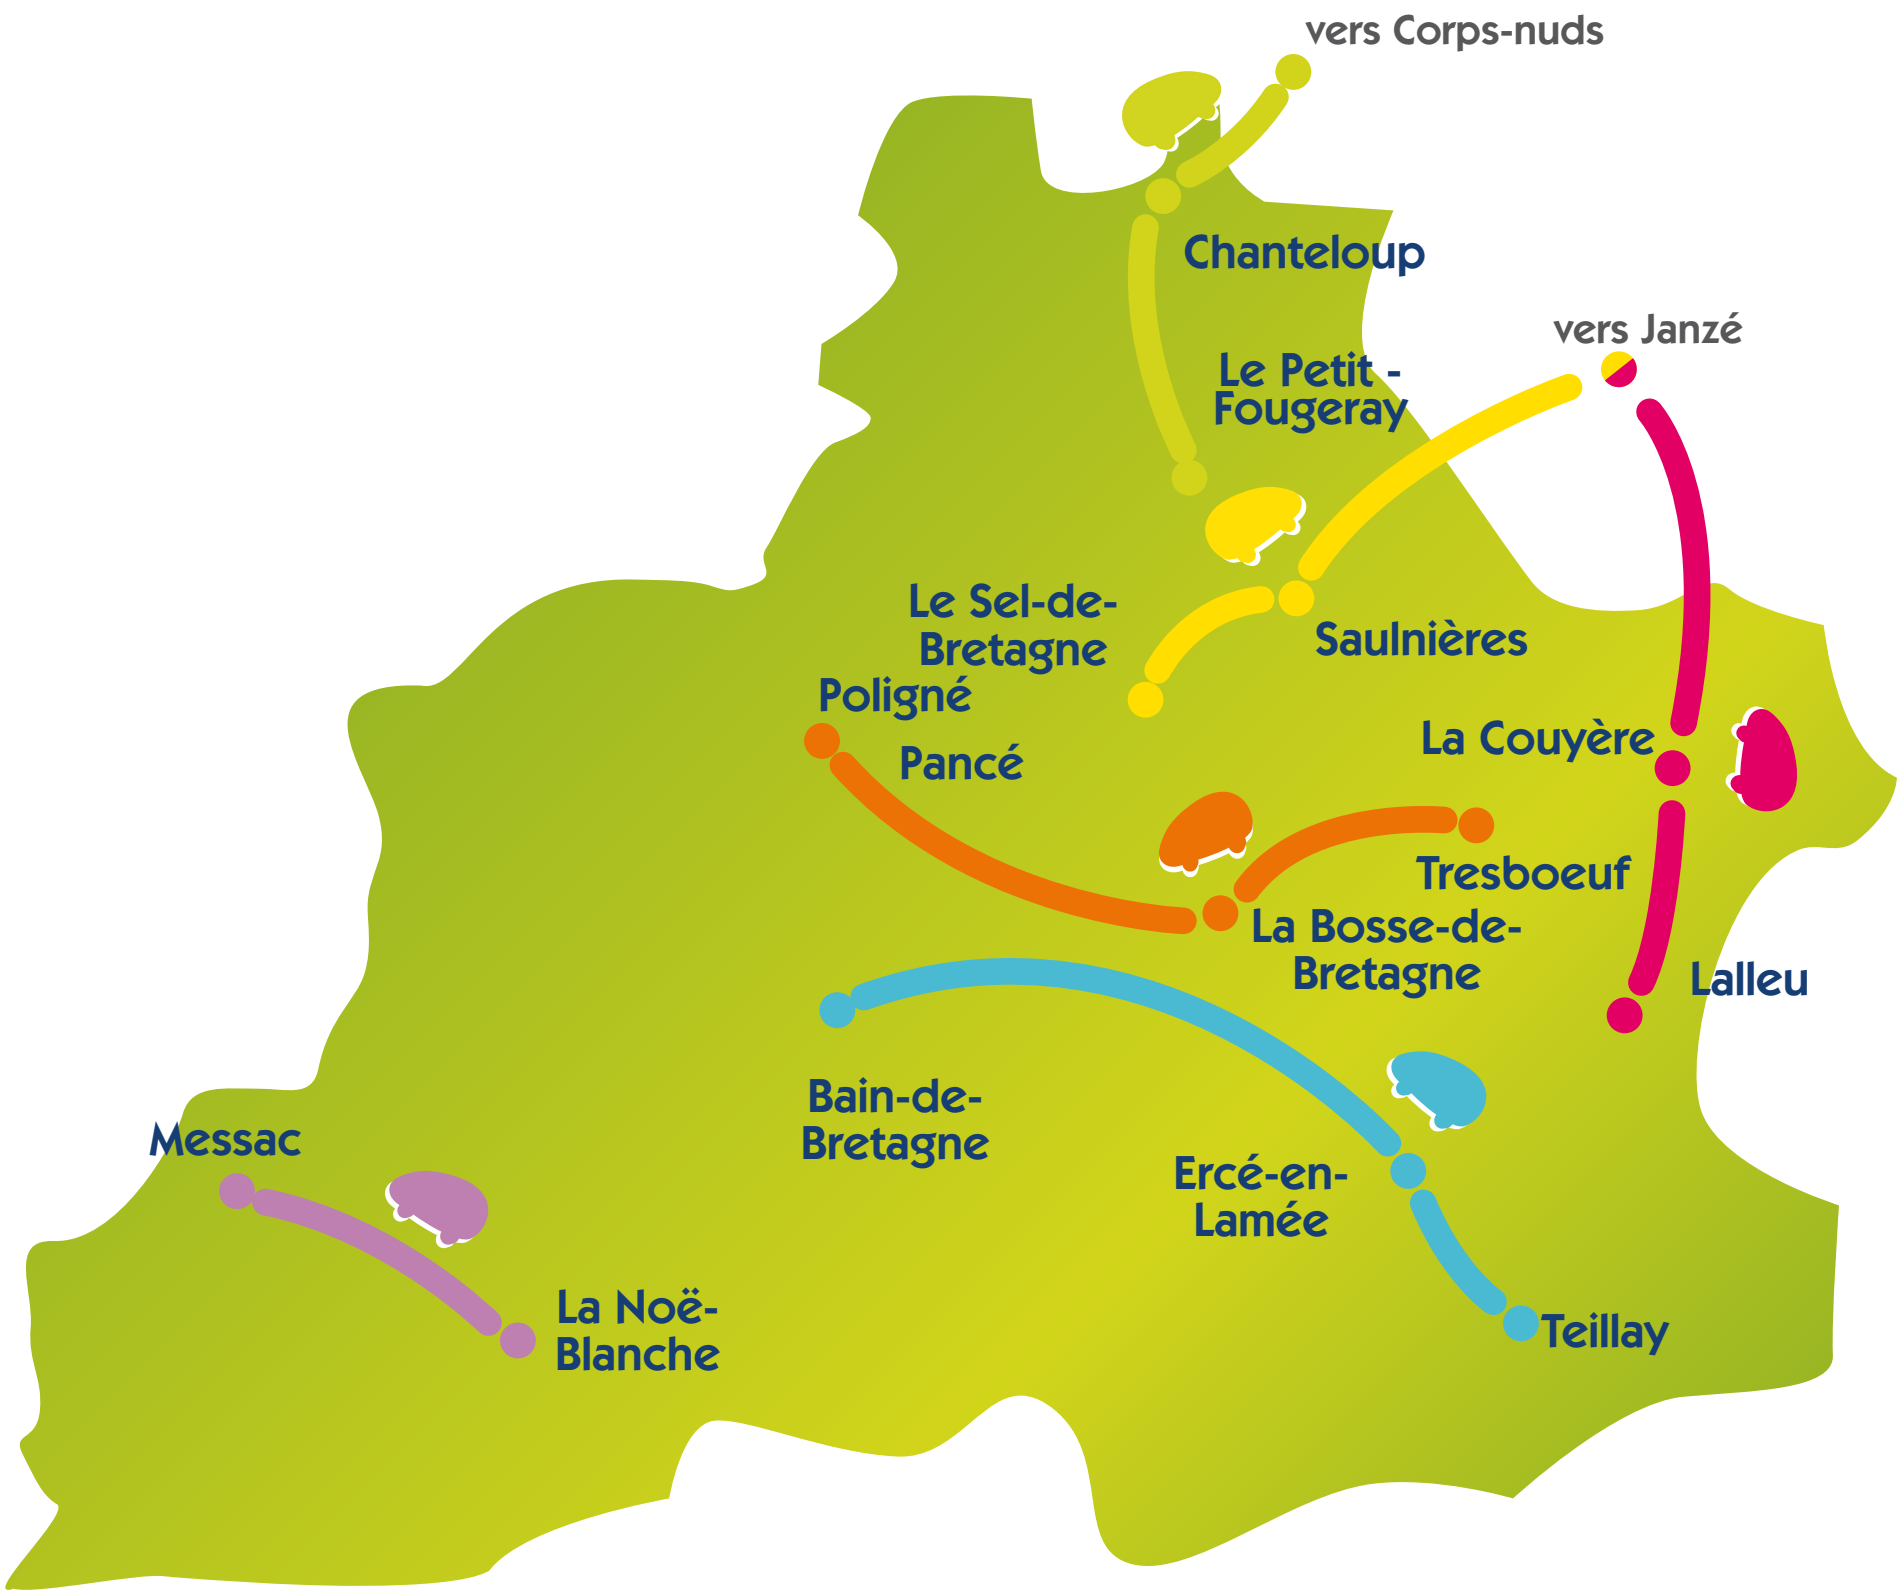 vers Corps-nuds
Chanteloup
vers Janzé
Le Petit -
Fougeray
Le Sel-de-
Bretagne
Saulnières
Poligné
Pancé
La Couyère
Tresboeuf
La Bosse-de-
Bretagne
Lalleu
Bain-de-
Bretagne
Messac
Ercé-en-
Lamée
La Noë-
Blanche
Teillay